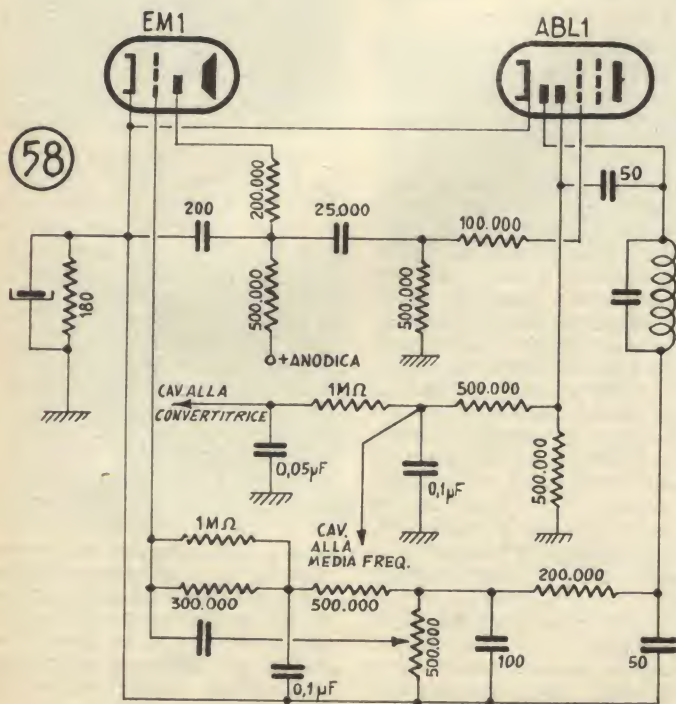 EM1
ABL1
58
50
200
200.000
25.000
100.000
180
500.000
500.000
+ANODICA
CAV. ALLA
CONVERTITRICE
1MΩ
500.000
0,05µF
0,1µF
500.000
CAV.
ALLA
MEDIA FREQ.
1MΩ
300.000
500.000
200.000
500.000
100
50
0,1µF